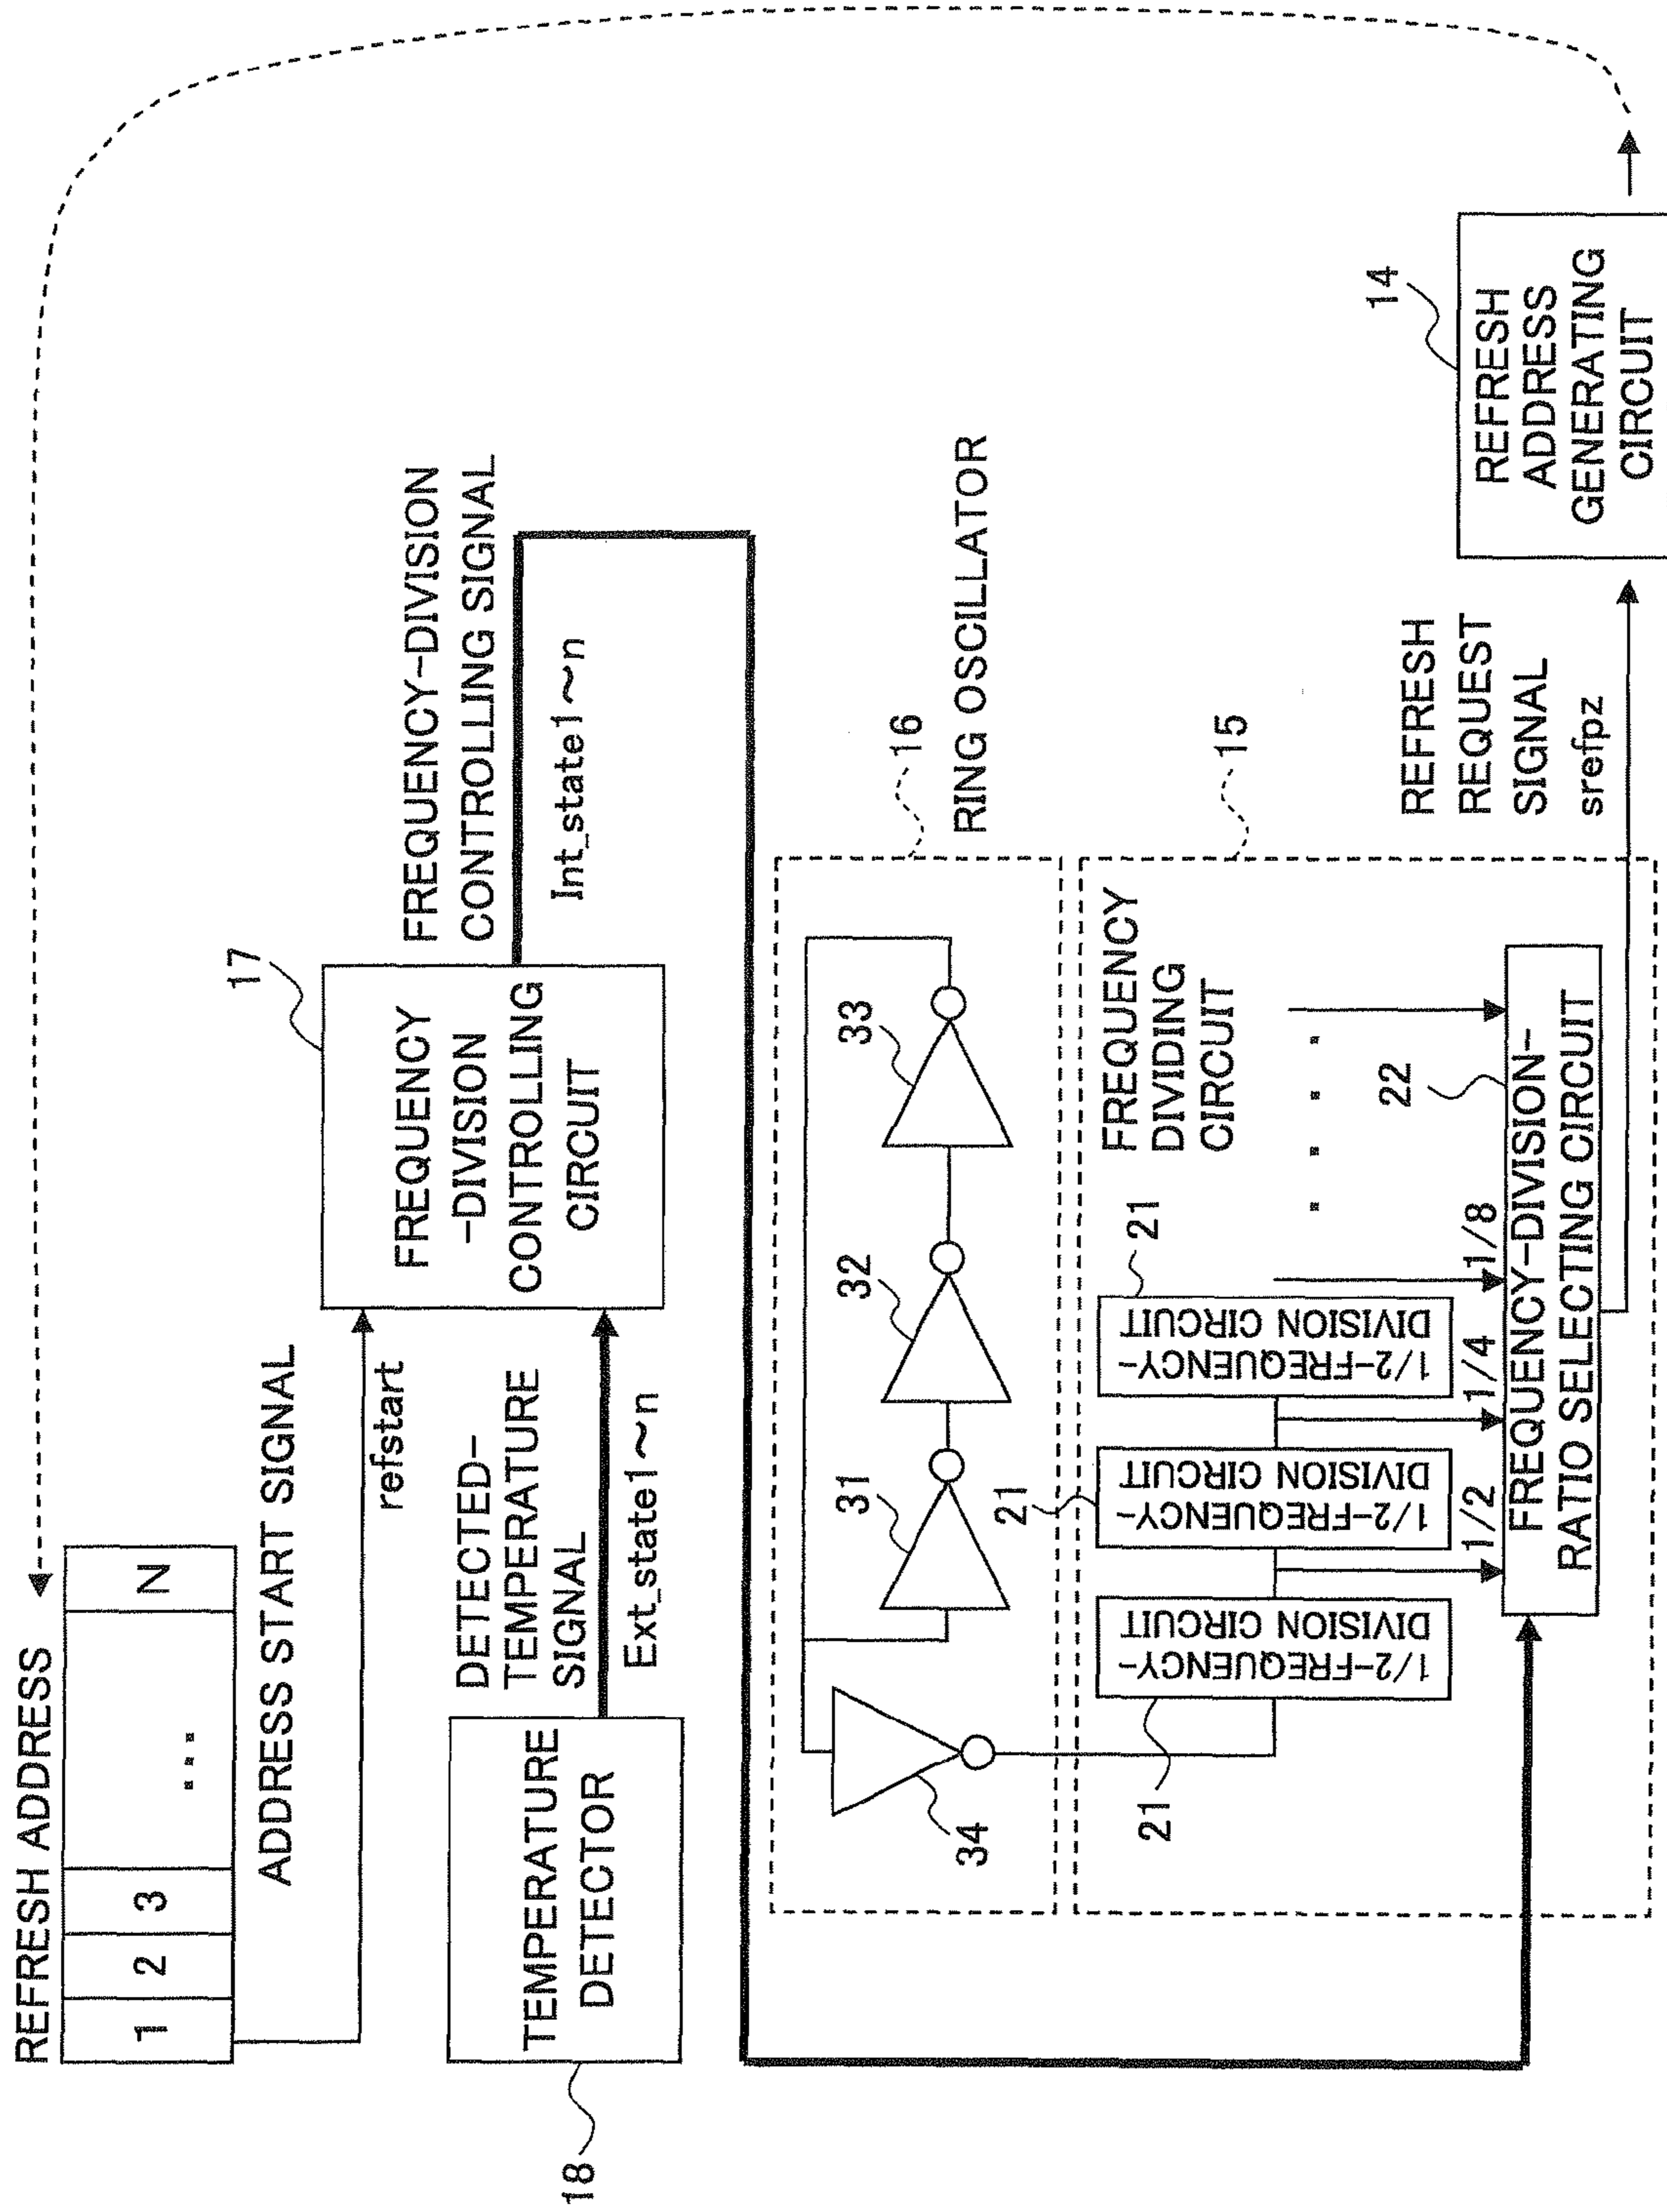 REFRESH ADDRESS
1 2 3 ... N
ADDRESS START SIGNAL
refstart
17
FREQUENCY
-DIVISION
CONTROLLING
CIRCUIT
FREQUENCY-DIVISION
CONTROLLING SIGNAL
Int_state1~n
18
TEMPERATURE
DETECTOR
DETECTED-
TEMPERATURE
SIGNAL
Ext_state1~n
34
31
32
33
16
RING OSCILLATOR
21
1/2-FREQUENCY-
DIVISION CIRCUIT
21
1/2-FREQUENCY-
DIVISION CIRCUIT
21
1/2-FREQUENCY-
DIVISION CIRCUIT
FREQUENCY
DIVIDING
CIRCUIT
15
1/2
1/4
1/8
. . . .
22
FREQUENCY-DIVISION-
RATIO SELECTING CIRCUIT
REFRESH
REQUEST
SIGNAL
srefpz
14
REFRESH
ADDRESS
GENERATING
CIRCUIT